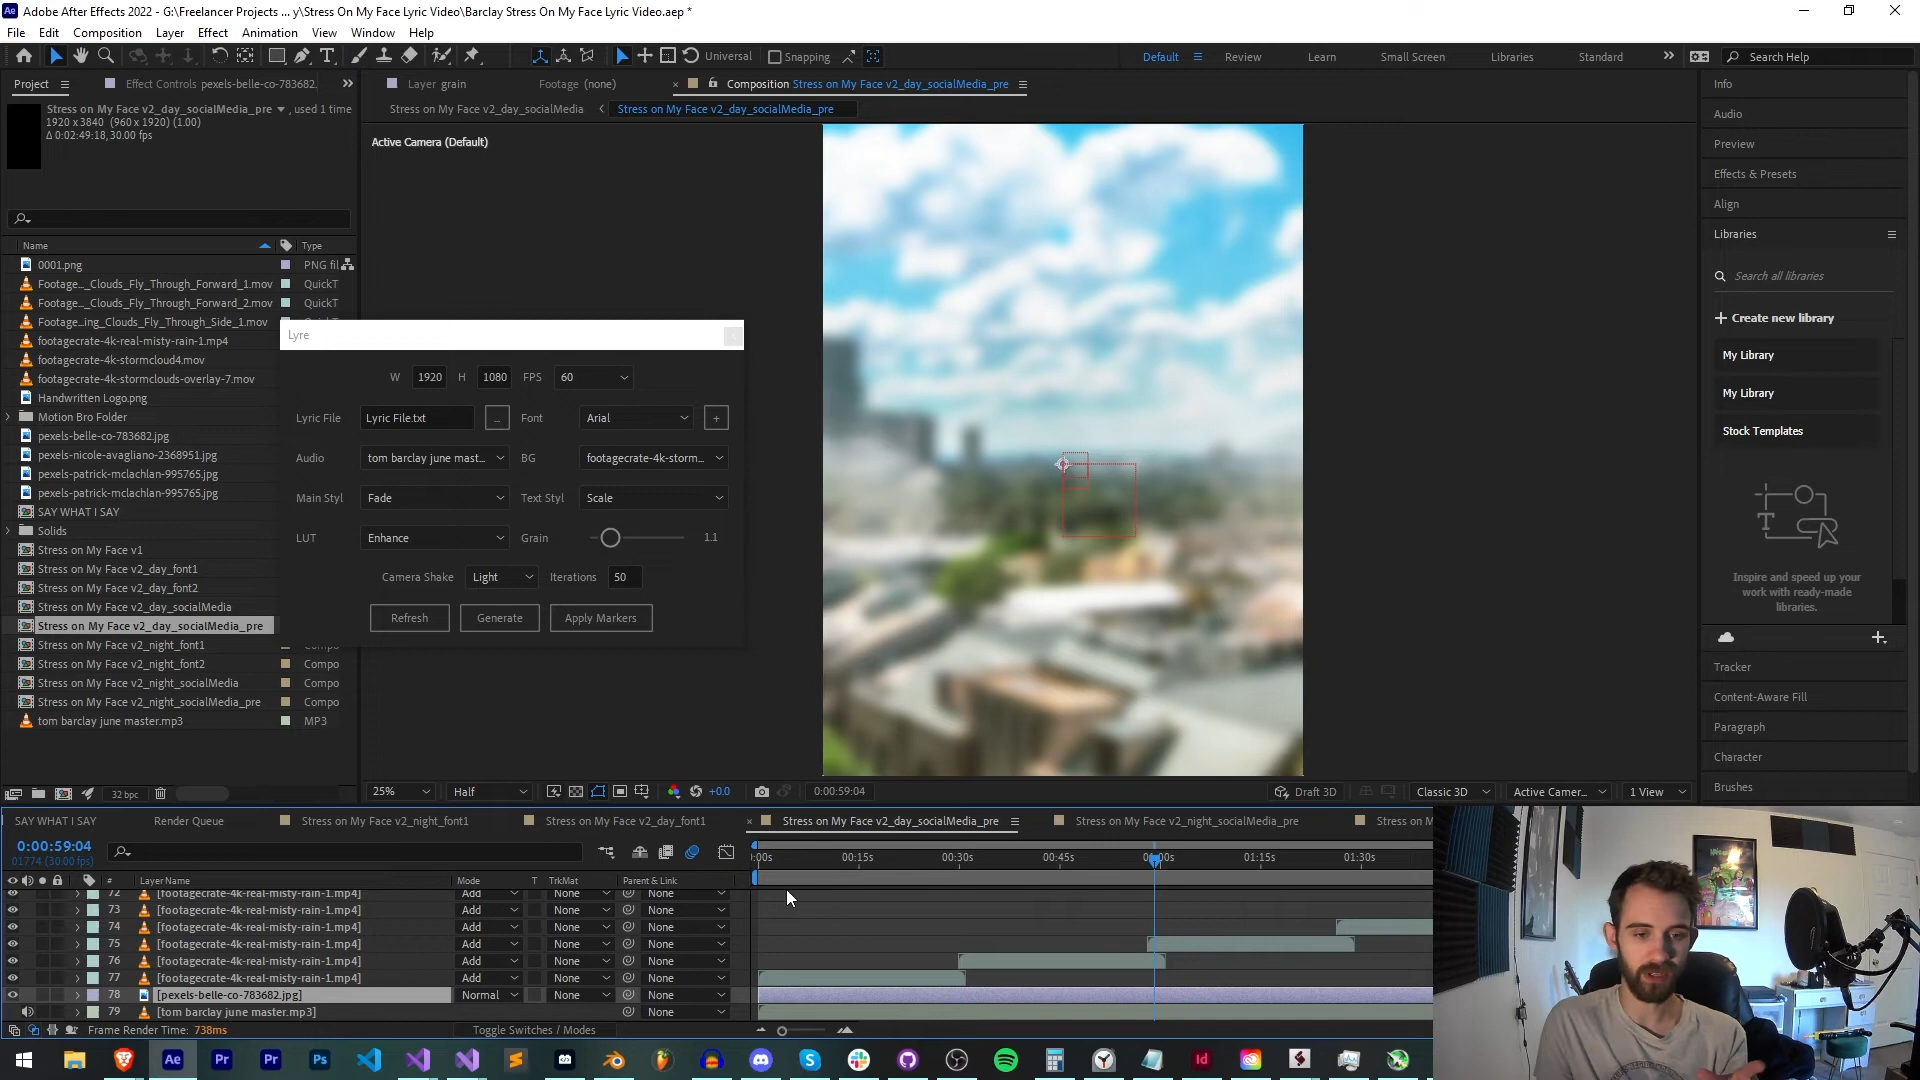 Adobe After Effects 2022 - G:\Freelancer Projects ... y\Stress On My Face Lyric Video\Barclay Stress On My Face Lyric Video.aep *
File Edit Composition Layer Effect Animation View Window Help
Universal Snapping Default Review Learn Small Screen Libraries Standard Search Help
Project Effect Controls pexels-belle-co-783682. Layer grain Footage (none) Composition Stress on My Face v2_day_socialMedia_pre Info
Stress on My Face v2_day_socialMedia_pre , used 1 time
1920 x 3840 (960 x 1920) (1.00)
Δ 0:02:49:18, 30.00 fps
Stress on My Face v2_day_socialMedia Stress on My Face v2_day_socialMedia_pre
Active Camera (Default)
Audio
Preview
Effects & Presets
Align
Libraries
Search all libraries
Create new library
My Library
My Library
Stock Templates
Inspire and speed up your
work with ready-made
libraries.
Tracker
Content-Aware Fill
Paragraph
Character
Brushes
Name Type
0001.png PNG fil
Footage..._Clouds_Fly_Through_Forward_1.mov QuickT
Footage..._Clouds_Fly_Through_Forward_2.mov QuickT
Footage...ing_Clouds_Fly_Through_Side_1.mov
footagecrate-4k-real-misty-rain-1.mp4
footagecrate-4k-stormcloud4.mov
footagecrate-4k-stormclouds-overlay-7.mov
Handwritten Logo.png
Motion Bro Folder
pexels-belle-co-783682.jpg
pexels-nicole-avagliano-2368951.jpg
pexels-patrick-mclachlan-995765.jpg
pexels-patrick-mclachlan-995765.jpg
SAY WHAT I SAY
Solids
Stress on My Face v1
Stress on My Face v2_day_font1
Stress on My Face v2_day_font2
Stress on My Face v2_day_socialMedia
Stress on My Face v2_day_socialMedia_pre
Stress on My Face v2_night_font1
Stress on My Face v2_night_font2 Compo
Stress on My Face v2_night_socialMedia Compo
Stress on My Face v2_night_socialMedia_pre Compo
tom barclay june master.mp3 MP3
Lyre
W 1920 H 1080 FPS 60
Lyric File Lyric File.txt ... Font Arial +
Audio tom barclay june mast... BG footagecrate-4k-storm...
Main Styl Fade Text Styl Scale
LUT Enhance Grain 1.1
Camera Shake Light Iterations 50
Refresh Generate Apply Markers
32 bpc 25% Half +0.0 0:00:59:04 Draft 3D Classic 3D Active Camer... 1 View
SAY WHAT I SAY Render Queue Stress on My Face v2_night_font1 Stress on My Face v2_day_font1 Stress on My Face v2_day_socialMedia_pre Stress on My Face v2_night_socialMedia_pre Stress on M
0:00:59:04
01774 (30.00 fps)
:00s 00:15s 00:30s 00:45s 01:15s 01:30s
# Layer Name Mode T TrkMat Parent & Link
72 [footagecrate-4k-real-misty-rain-1.mp4] Add None None
73 [footagecrate-4k-real-misty-rain-1.mp4] Add None None
74 [footagecrate-4k-real-misty-rain-1.mp4] Add None None
75 [footagecrate-4k-real-misty-rain-1.mp4] Add None None
76 [footagecrate-4k-real-misty-rain-1.mp4] Add None None
77 [footagecrate-4k-real-misty-rain-1.mp4] Add None None
78 [pexels-belle-co-783682.jpg] Normal None None
79 [tom barclay june master.mp3] None
Frame Render Time: 738ms Toggle Switches / Modes
Ae Pr Pr Ps Id